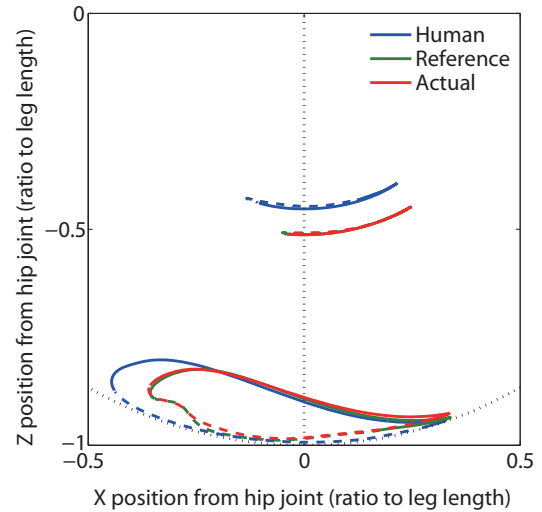 0
Human
Reference
Actual
Z position from hip joint (ratio to leg length)
−0.5
−1
−0.5
0
0.5
X position from hip joint (ratio to leg length)